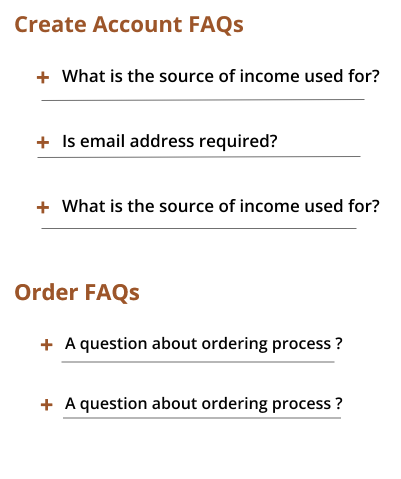 Create Account FAQs
+ What is the source of income used for?
+ Is email address required?
+ What is the source of income used for?
Order FAQs
+ A question about ordering process ?
+ A question about ordering process ?